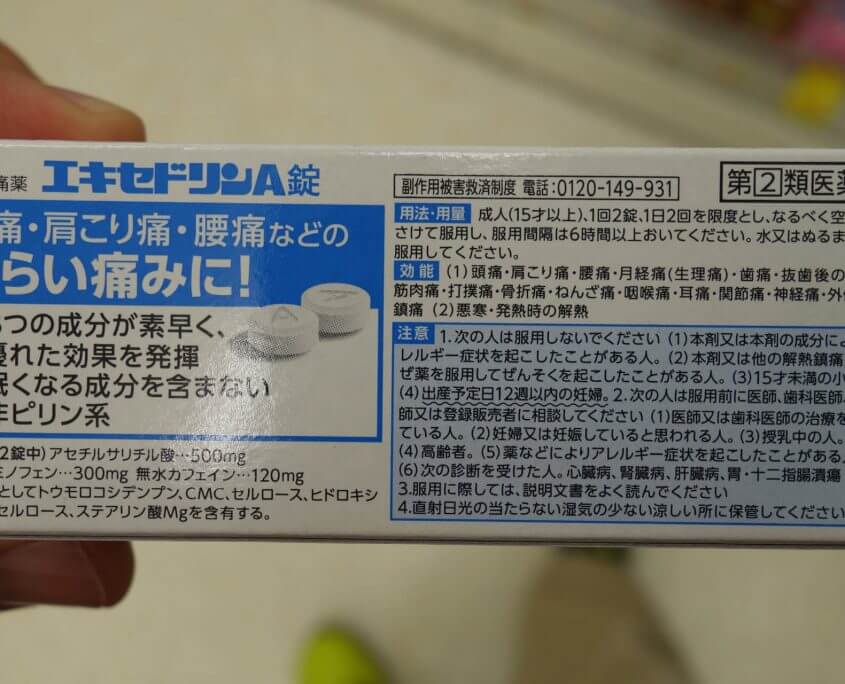 痛薬 エキセドリンA錠
痛・肩こり痛・腰痛などの
らい痛みに!
つの成分が素早く、
優れた効果を発揮
眠くなる成分を含まない
ピリン系
2錠中) アセチルサリチル酸…500mg
ミノフェン…300mg 無水カフェイン…120mg
としてトウモロコシデンプン、CMC、セルロース、ヒドロキシ
セルロース、ステアリン酸Mgを含有する。
副作用被害救済制度 電話:0120-149-931
第②類医薬
用法・用量 成人(15才以上)、1回2錠、1日2回を限度とし、なるべく空
さけて服用し、服用間隔は6時間以上おいてください。水又はぬるま
服用してください。
効能 (1)頭痛・肩こり痛・腰痛・月経痛(生理痛)・歯痛・抜歯後の
筋肉痛・打撲痛・骨折痛・ねんざ痛・咽喉痛・耳痛・関節痛・神経痛・外
鎮痛 (2)悪寒・発熱時の解熱
注意 1.次の人は服用しないでください (1)本剤又は本剤の成分に
レルギー症状を起こしたことがある人。(2)本剤又は他の解熱鎮痛
ぜ薬を服用してぜんそくを起こしたことがある人。(3)15才未満の小
(4)出産予定日12週以内の妊婦。2.次の人は服用前に医師、歯科医師、
師又は登録販売者に相談してください (1)医師又は歯科医師の治療を
ている人。(2)妊婦又は妊娠していると思われる人。(3)授乳中の人。
(4)高齢者。(5)薬などによりアレルギー症状を起こしたことがある
(6)次の診断を受けた人。心臓病、腎臓病、肝臓病、胃・十二指腸潰瘍
3.服用に際しては、説明文書をよく読んでください
4.直射日光の当たらない湿気の少ない涼しい所に保管してください